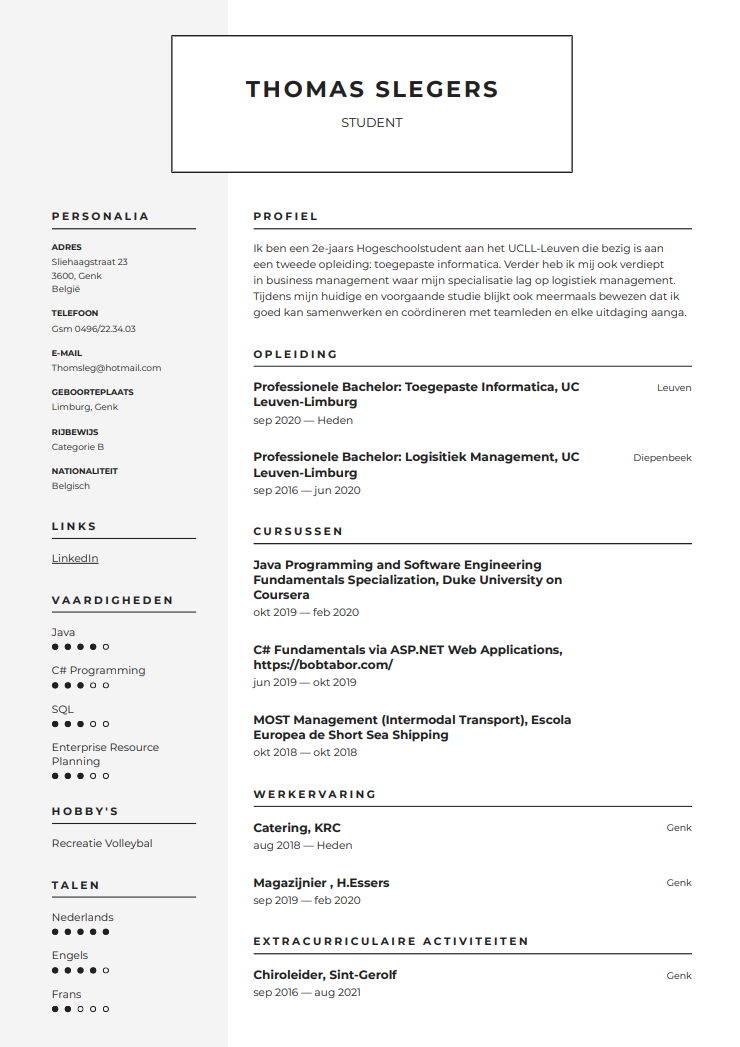 THOMAS SLEGERS
STUDENT
PERSONALIA
ADRES
Sliehaagstraat 23
3600, Genk
België
TELEFOON
Gsm 0496/22.34.03
E-MAIL
Thomsleg@hotmail.com
GEBOORTEPLAATS
Limburg, Genk
RIJBEWIJS
Categorie B
NATIONALITEIT
Belgisch
LINKS
LinkedIn
VAARDIGHEDEN
Java
C# Programming
SQL
Enterprise Resource
Planning
HOBBY'S
Recreatie Volleybal
TALEN
Nederlands
Engels
Frans
PROFIEL
Ik ben een 2e-jaars Hogeschoolstudent aan het UCLL-Leuven die bezig is aan
een tweede opleiding: toegepaste informatica. Verder heb ik mij ook verdiept
in business management waar mijn specialisatie lag op logistiek management.
Tijdens mijn huidige en voorgaande studie blijkt ook meermaals bewezen dat ik
goed kan samenwerken en coördineren met teamleden en elke uitdaging aanga.
OPLEIDING
Professionele Bachelor: Toegepaste Informatica, UC
Leuven-Limburg
Leuven
sep 2020 — Heden
Professionele Bachelor: Logisitiek Management, UC
Leuven-Limburg
Diepenbeek
sep 2016 — jun 2020
CURSUSSEN
Java Programming and Software Engineering
Fundamentals Specialization, Duke University on
Coursera
okt 2019 — feb 2020
C# Fundamentals via ASP.NET Web Applications,
https://bobtabor.com/
jun 2019 — okt 2019
MOST Management (Intermodal Transport), Escola
Europea de Short Sea Shipping
okt 2018 — okt 2018
WERKERVARING
Catering, KRC
Genk
aug 2018 — Heden
Magazijnier , H.Essers
Genk
sep 2019 — feb 2020
EXTRACURRICULAIRE ACTIVITEITEN
Chiroleider, Sint-Gerolf
Genk
sep 2016 — aug 2021